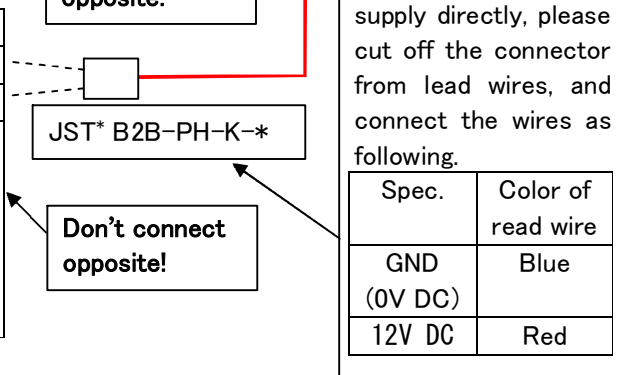 opposite!
JST* B2B-PH-K-*
Don't connect
opposite!
supply directly, please
cut off the connector
from lead wires, and
connect the wires as
following.
Spec. Color of
read wire
GND Blue
(0V DC)
12V DC Red